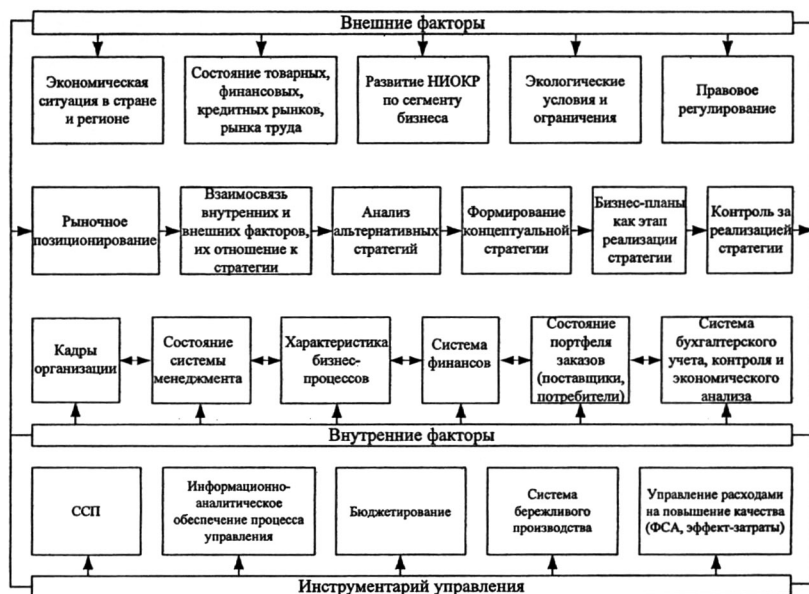 Внешние факторы
Экономическая
ситуация в стране
и регионе
Состояние товарных,
финансовых,
кредитных рынков,
рынка труда
Развитие НИОКР
по сегменту
бизнеса
Экологические
условия и
ограничения
Правовое
регулирование
Рыночное
позиционирование
Взаимосвязь
внутренних и
внешних факторов,
их отношение к
стратегии
Анализ
альтернативных
стратегий
Формирование
концептуальной
стратегии
Бизнес-планы
как этап
реализации
стратегии
Контроль за
реализацией
стратегии
Кадры
организации
Состояние
системы
менеджмента
Характеристика
бизнес-
процессов
Система
финансов
Состояние
портфеля
заказов
(поставщики,
потребители)
Система
бухгалтерского
учета, контроля и
экономического
анализа
Внутренние факторы
ССП
Информационно-
аналитическое
обеспечение процесса
управления
Бюджетирование
Система
бережливого
производства
Управление расходами
на повышение качества
(ФСА, эффект-затраты)
Инструментарий управления